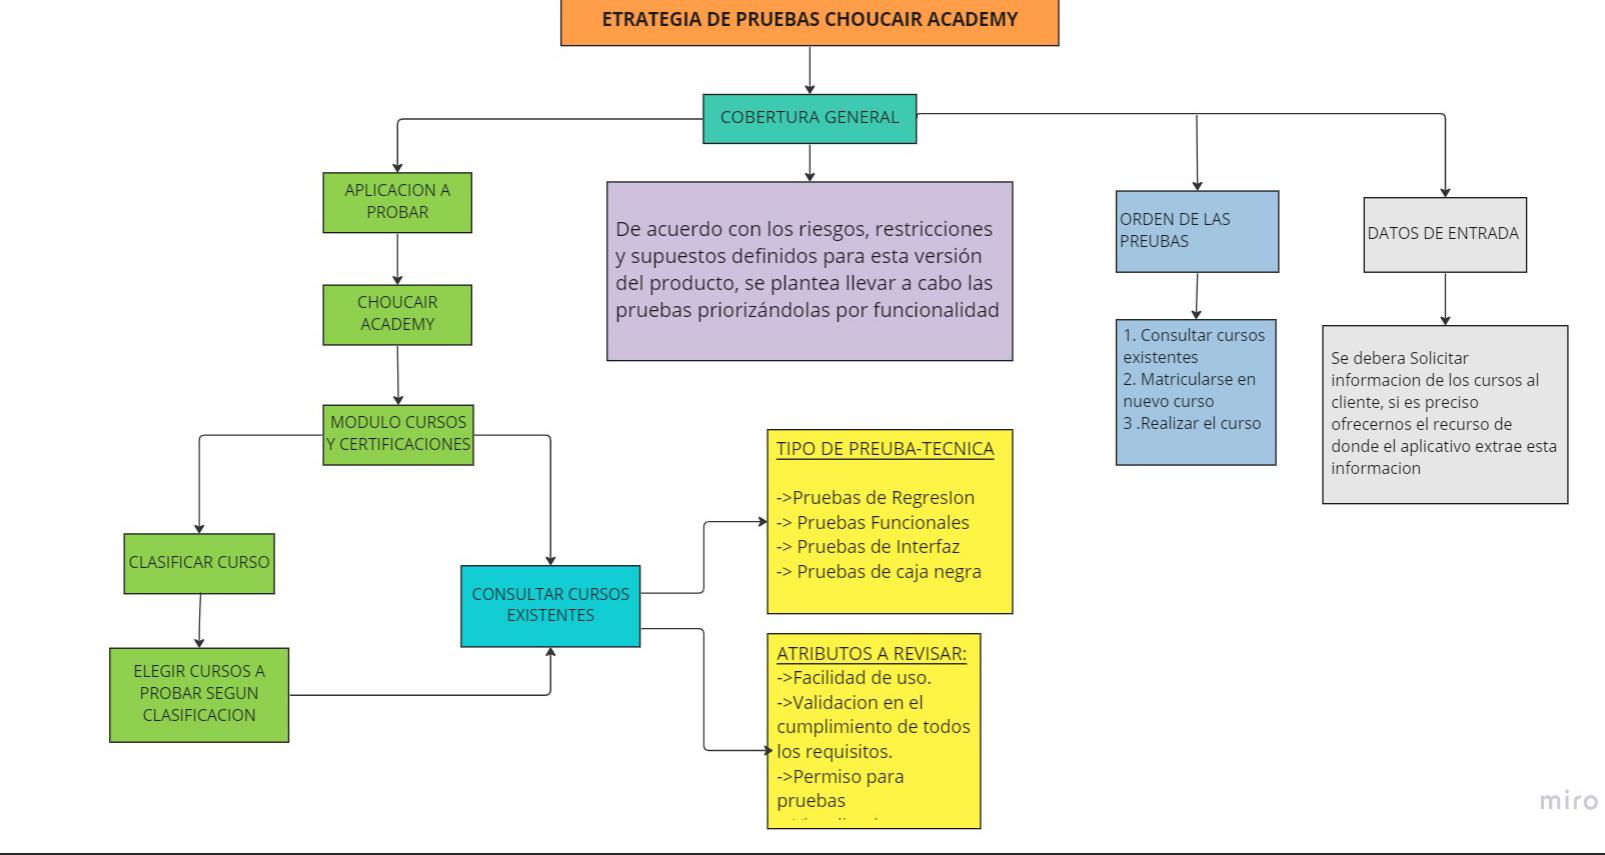 ETRATEGIA DE PRUEBAS CHOUCAIR ACADEMY
COBERTURA GENERAL
APLICACION A
PROBAR
CHOUCAIR
ACADEMY
MODULO CURSOS
Y CERTIFICACIONES
CLASIFICAR CURSO
ELEGIR CURSOS A
PROBAR SEGUN
CLASIFICACION
CONSULTAR CURSOS
EXISTENTES
De acuerdo con los riesgos, restricciones
y supuestos definidos para esta versión
del producto, se plantea llevar a cabo las
pruebas priorizándolas por funcionalidad
TIPO DE PREUBA-TECNICA
->Pruebas de RegresIon
-> Pruebas Funcionales
-> Pruebas de Interfaz
-> Pruebas de caja negra
ATRIBUTOS A REVISAR:
->Facilidad de uso.
->Validacion en el
cumplimiento de todos
los requisitos.
->Permiso para
pruebas
ORDEN DE LAS
PREUBAS
1. Consultar cursos
existentes
2. Matricularse en
nuevo curso
3 .Realizar el curso
DATOS DE ENTRADA
Se debera Solicitar
informacion de los cursos al
cliente, si es preciso
ofrecernos el recurso de
donde el aplicativo extrae esta
informacion
miro